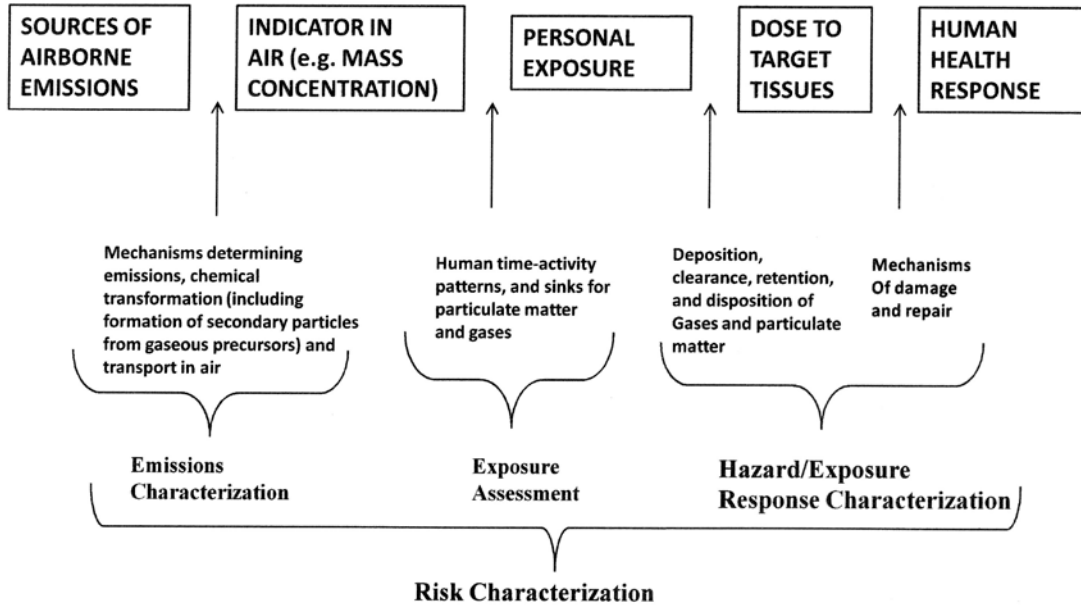 SOURCES OF
AIRBORNE
EMISSIONS
INDICATOR IN
AIR (e.g. MASS
CONCENTRATION)
PERSONAL
EXPOSURE
DOSE TO
TARGET
TISSUES
HUMAN
HEALTH
RESPONSE
Mechanisms determining
emissions, chemical
transformation (including
formation of secondary particles
from gaseous precursors) and
transport in air
Human time-activity
patterns, and sinks for
particulate matter
and gases
Deposition,
clearance, retention,
and disposition of
Gases and particulate
matter
Mechanisms
Of damage
and repair
Emissions
Characterization
Exposure
Assessment
Hazard/Exposure
Response Characterization
Risk Characterization